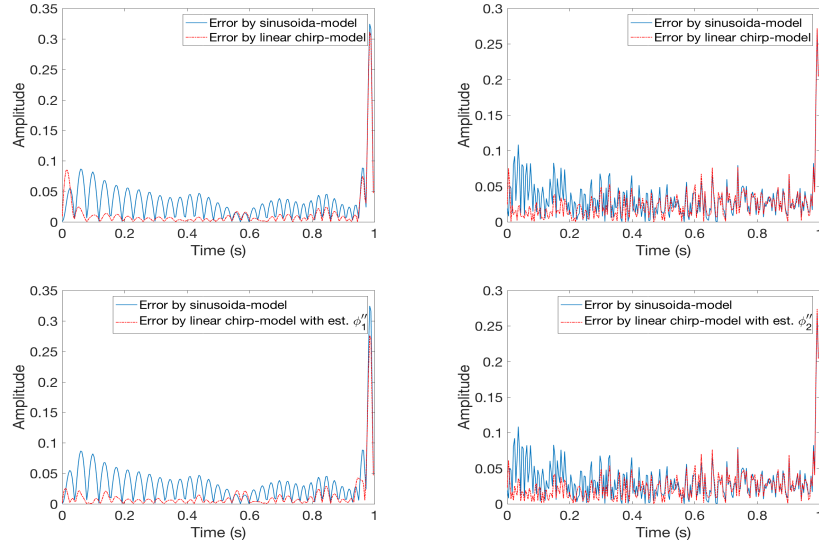 0.35
0.3
0.25
0.2
0.15
0.1
0.05
0
Amplitude
Error by sinusoida-model
Error by linear chirp-model
0 0.2 0.4 0.6 0.8 1
Time (s)
0.3
0.25
0.2
0.15
0.1
0.05
0
Amplitude
Error by sinusoida-model
Error by linear chirp-model
0 0.2 0.4 0.6 0.8 1
Time (s)
0.35
0.3
0.25
0.2
0.15
0.1
0.05
0
Amplitude
Error by sinusoida-model
Error by linear chirp-model with est. ϕ₁′′
0 0.2 0.4 0.6 0.8 1
Time (s)
0.3
0.25
0.2
0.15
0.1
0.05
0
Amplitude
Error by sinusoida-model
Error by linear chirp-model with est. ϕ₂′′
0 0.2 0.4 0.6 0.8 1
Time (s)